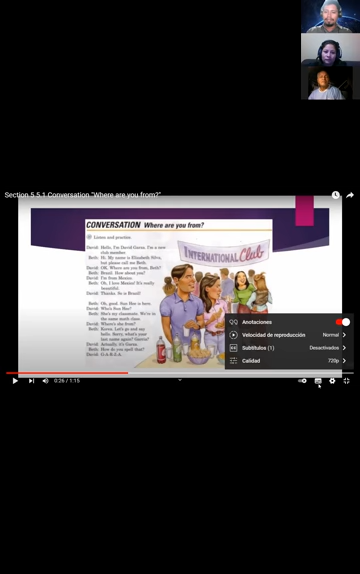 Section 5.5.1 Conversation "Where are you from?"
CONVERSATION Where are you from?
Listen and practice.
David: Hello, I'm David Garza. I'm a new
club member.
Beth: Hi. My name is Elizabeth Silva,
but please call me Beth.
David: OK. Where are you from, Beth?
Beth: Brazil. How about you?
David: I'm from Mexico.
Beth: Oh, I love Mexico! It's really
beautiful.
David: Thanks. So is Brazil!
Beth: Oh, good. Sun Hee is here.
David: Who's Sun Hee?
Beth: She's my classmate. We're in
the same math class.
David: Where's she from?
Beth: Korea. Let's go and say
hello. Sorry, what's your
last name again? Garcia?
David: Actually, it's Garza.
Beth: How do you spell that?
David: G-A-R-Z-A.
INTERNATIONAL Club
Anotaciones
Velocidad de reproducción Normal
Subtítulos (1) Desactivados
Calidad 720p
0:26 / 1:15